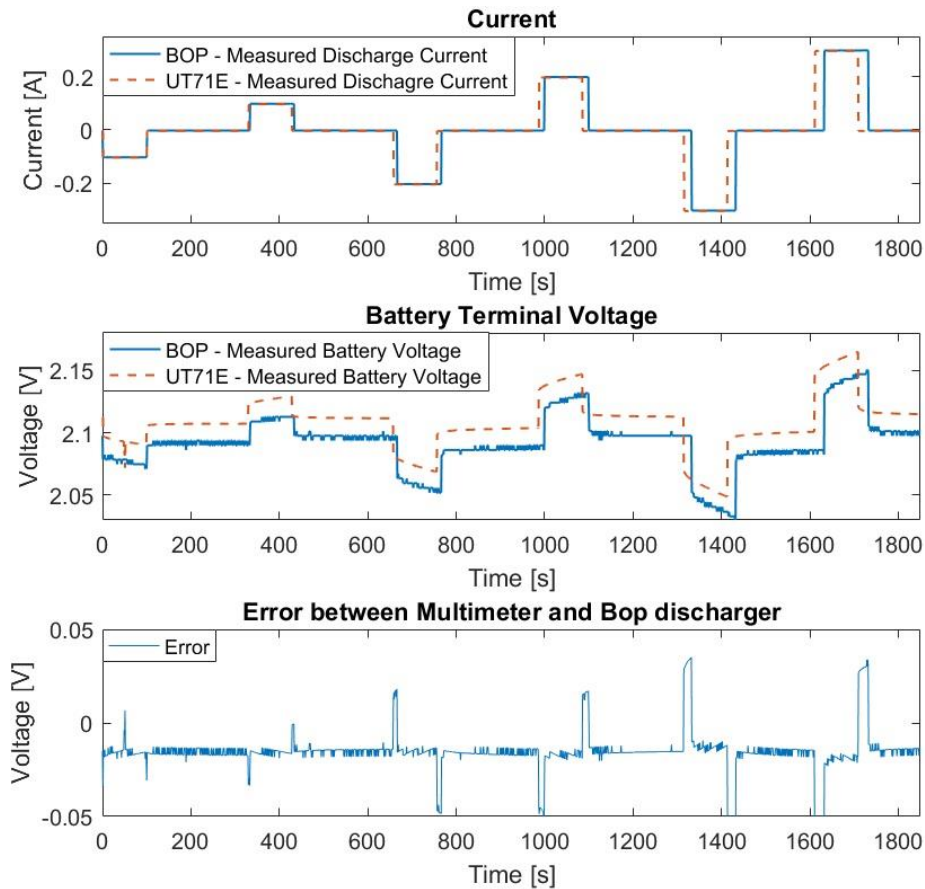 Current
BOP - Measured Discharge Current
UT71E - Measured Dischagre Current
Current [A]
0.2
0
-0.2
0 200 400 600 800 1000 1200 1400 1600 1800
Time [s]
Battery Terminal Voltage
BOP - Measured Battery Voltage
UT71E - Measured Battery Voltage
Voltage [V]
2.15
2.1
2.05
0 200 400 600 800 1000 1200 1400 1600 1800
Time [s]
Error between Multimeter and Bop discharger
Error
Voltage [V]
0.05
0
-0.05
0 200 400 600 800 1000 1200 1400 1600 1800
Time [s]